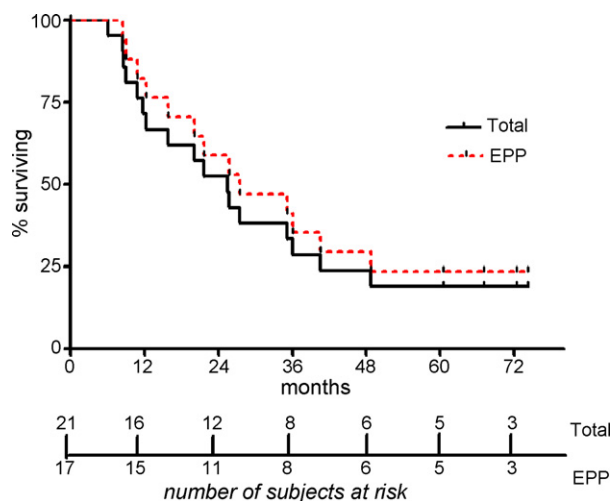 100
75
50
25
0
% surviving
Total
EPP
0 12 24 36 48 60 72
months
21 16 12 8 6 5 3 Total
17 15 11 8 6 5 3 EPP
number of subjects at risk